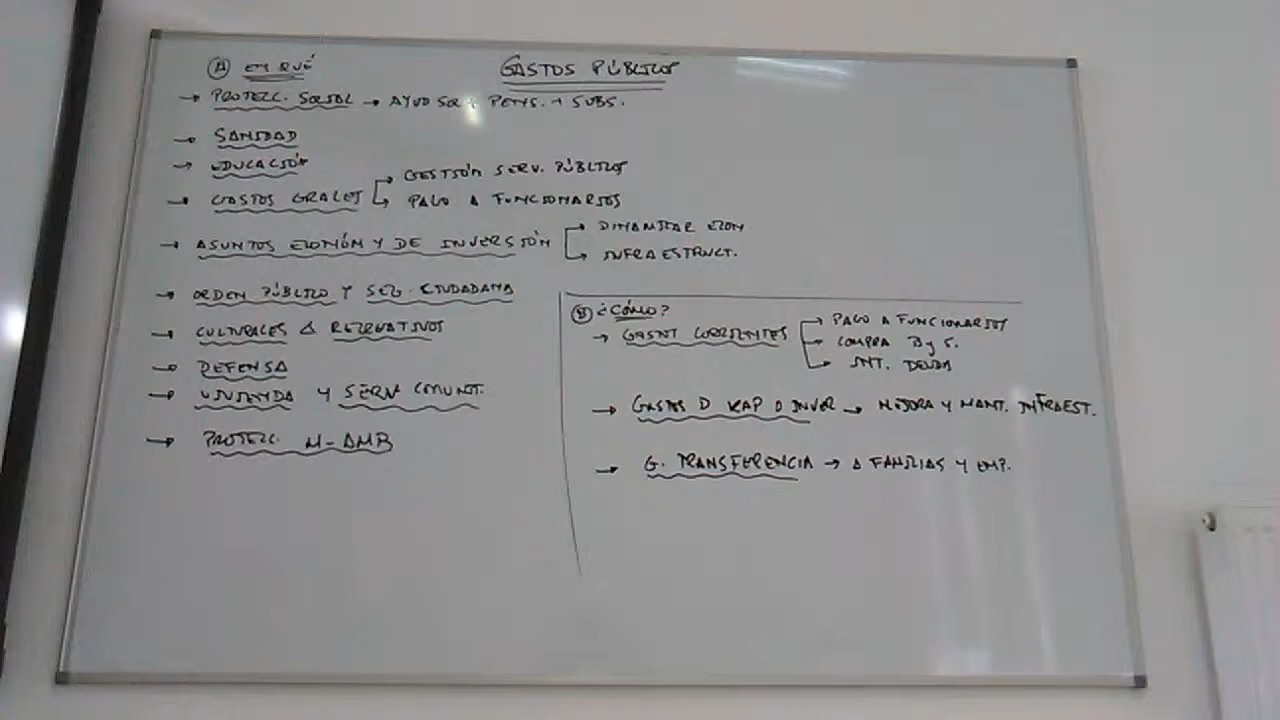 GASTOS PÚBLICOS
A EN QUÉ
→ PROTECC. SOCIAL → AYUD SOC + PENS. + SUBS.
→ SANIDAD
→ EDUCACIÓN
→ GASTOS GRALES
→ GESTIÓN SERV. PÚBLICOS
→ PAGO A FUNCIONARIOS
→ ASUNTOS ECONÓM Y DE INVERSIÓN
→ DINAMIZAR ECON
→ INFRAESTRUCT.
→ ORDEN PÚBLICO Y SEG. CIUDADANA
→ CULTURALES Δ RECREATIVOS
→ DEFENSA
→ VIVIENDA Y SERV COMUNIT.
→ PROTECC. M-AMB
B ¿CÓMO?
→ GASTOS CORRIENTES
→ PAGO A FUNCIONARIOS
→ COMPRA B y S.
→ INT. DEUDA
→ GASTOS D KAP O INVER → MEJORA Y MANT. INFRAEST.
→ G. TRANSFERENCIA → A FAMILIAS Y EMP.